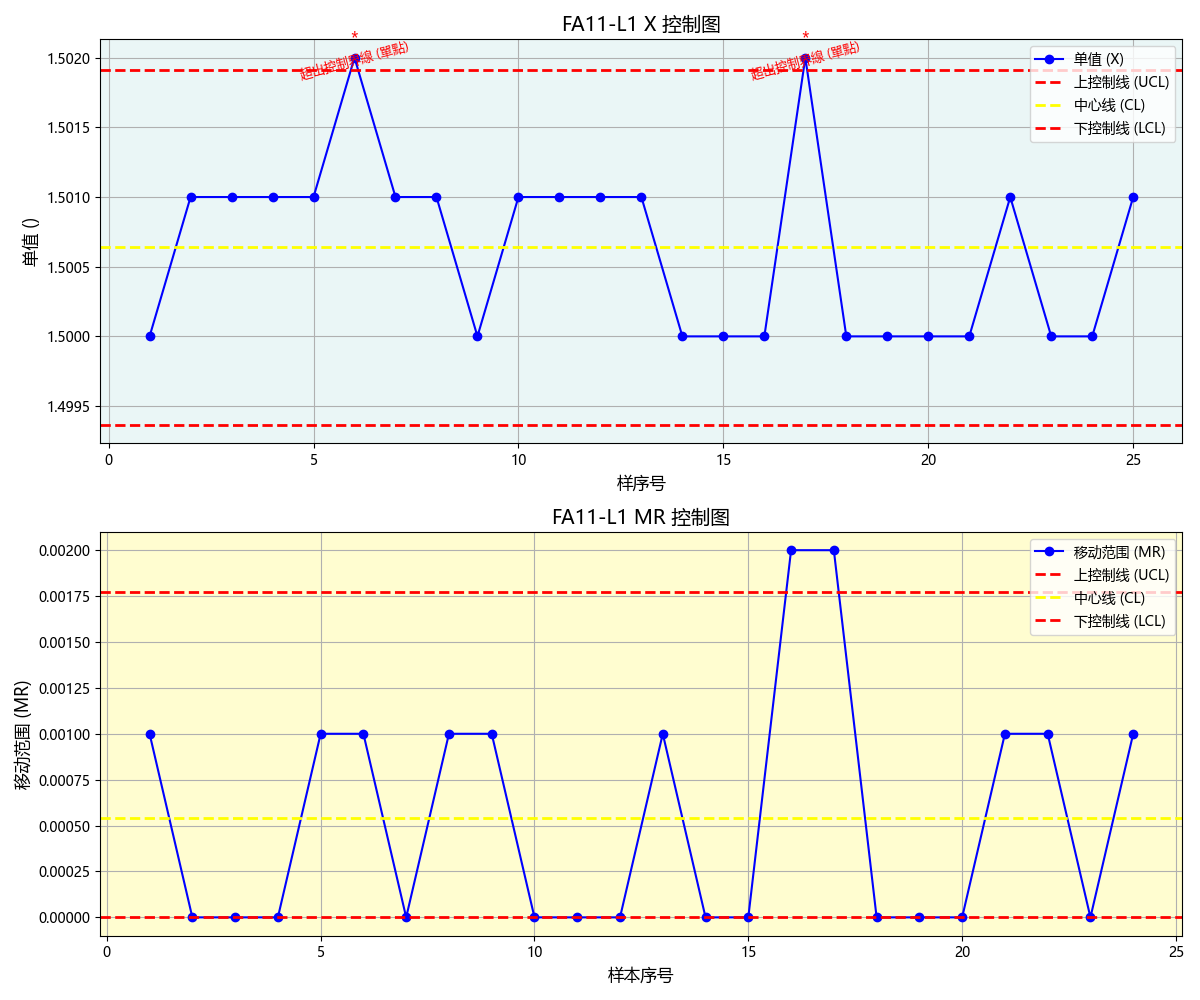 FA11-L1 X 控制图
*
*
超出控制界線 (單點)
超出控制界線 (單點)
单值 (X)
上控制线 (UCL)
中心线 (CL)
下控制线 (LCL)
1.5020
1.5015
1.5010
1.5005
1.5000
1.4995
单值 ()
0 5 10 15 20 25
样序号
FA11-L1 MR 控制图
移动范围 (MR)
上控制线 (UCL)
中心线 (CL)
下控制线 (LCL)
0.00200
0.00175
0.00150
0.00125
0.00100
0.00075
0.00050
0.00025
0.00000
移动范围 (MR)
0 5 10 15 20 25
样本序号